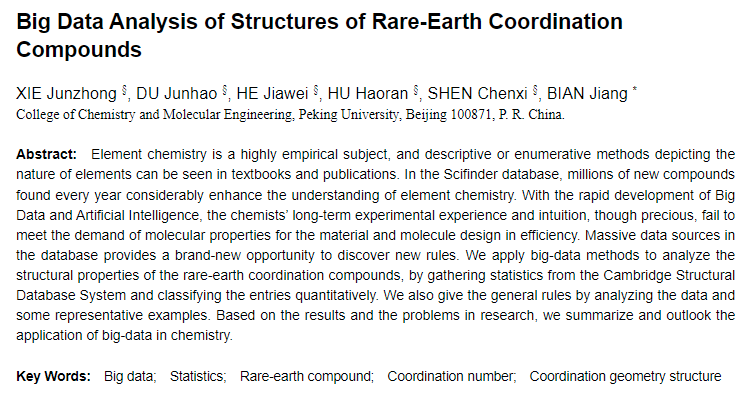 Big Data Analysis of Structures of Rare-Earth Coordination
Compounds
XIE Junzhong §, DU Junhao §, HE Jiawei §, HU Haoran §, SHEN Chenxi §, BIAN Jiang *
College of Chemistry and Molecular Engineering, Peking University, Beijing 100871, P. R. China.
Abstract: Element chemistry is a highly empirical subject, and descriptive or enumerative methods depicting the
nature of elements can be seen in textbooks and publications. In the Scifinder database, millions of new compounds
found every year considerably enhance the understanding of element chemistry. With the rapid development of Big
Data and Artificial Intelligence, the chemists' long-term experimental experience and intuition, though precious, fail to
meet the demand of molecular properties for the material and molecule design in efficiency. Massive data sources in
the database provides a brand-new opportunity to discover new rules. We apply big-data methods to analyze the
structural properties of the rare-earth coordination compounds, by gathering statistics from the Cambridge Structural
Database System and classifying the entries quantitatively. We also give the general rules by analyzing the data and
some representative examples. Based on the results and the problems in research, we summarize and outlook the
application of big-data in chemistry.
Key Words: Big data; Statistics; Rare-earth compound; Coordination number; Coordination geometry structure